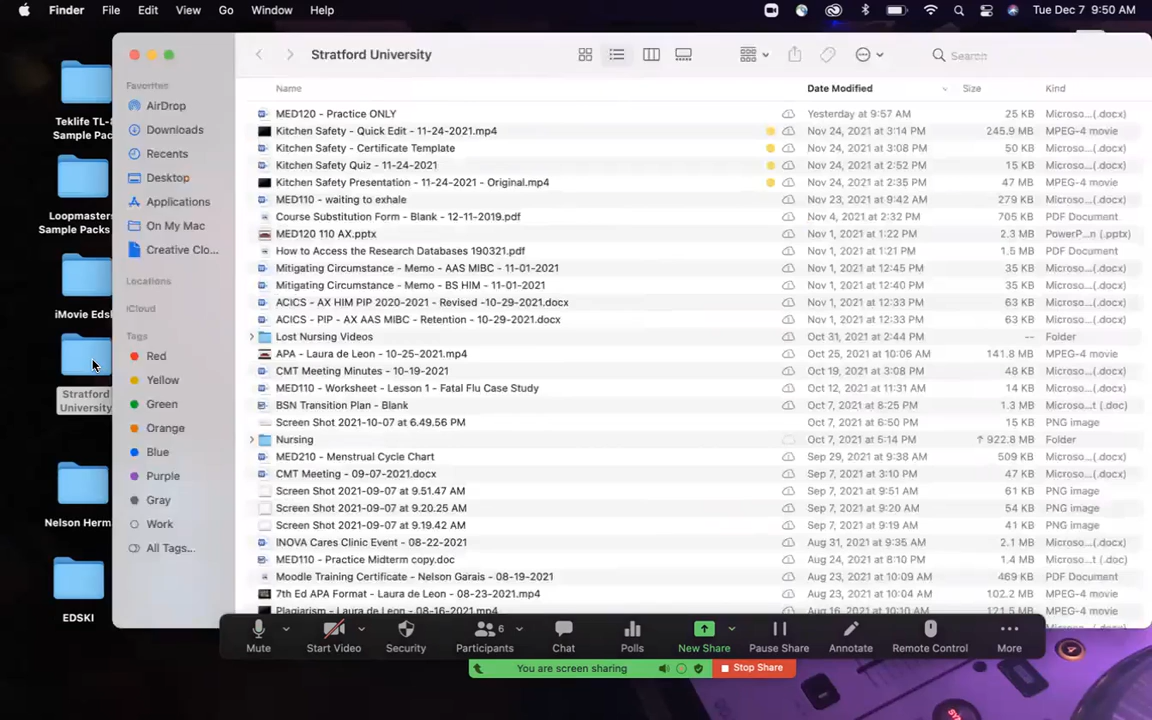 Finder File Edit View Go Window Help Tue Dec 7 9:50 AM
Stratford University Search
Teklife TL-
Sample Pac
Loopmasters
Sample Packs
iMovie Edsk
Stratford
University
Nelson Herm
EDSKI
Favorites
AirDrop
Downloads
Recents
Desktop
Applications
On My Mac
Creative Clo...
Locations
iCloud
Tags
Red
Yellow
Green
Orange
Blue
Purple
Gray
Work
All Tags...
Name Date Modified Size Kind
MED120 - Practice ONLY Yesterday at 9:57 AM 25 KB Microso...(.docx)
Kitchen Safety - Quick Edit - 11-24-2021.mp4 Nov 24, 2021 at 3:14 PM 245.9 MB MPEG-4 movie
Kitchen Safety - Certificate Template Nov 24, 2021 at 3:08 PM 50 KB Microso...(.docx)
Kitchen Safety Quiz - 11-24-2021 Nov 24, 2021 at 2:52 PM 15 KB Microso...(.docx)
Kitchen Safety Presentation - 11-24-2021 - Original.mp4 Nov 24, 2021 at 2:35 PM 47 MB MPEG-4 movie
MED110 - waiting to exhale Nov 23, 2021 at 9:42 AM 279 KB Microso...(.docx)
Course Substitution Form - Blank - 12-11-2019.pdf Nov 4, 2021 at 2:32 PM 705 KB PDF Document
MED120 110 AX.pptx Nov 1, 2021 at 1:22 PM 2.3 MB PowerP...n (.pptx)
How to Access the Research Databases 190321.pdf Nov 1, 2021 at 1:21 PM 1.5 MB PDF Document
Mitigating Circumstance - Memo - AAS MIBC - 11-01-2021 Nov 1, 2021 at 12:45 PM 35 KB Microso...(.docx)
Mitigating Circumstance - Memo - BS HIM - 11-01-2021 Nov 1, 2021 at 12:40 PM 35 KB Microso...(.docx)
ACICS - AX HIM PIP 2020-2021 - Revised -10-29-2021.docx Nov 1, 2021 at 12:33 PM 63 KB Microso...(.docx)
ACICS - PIP - AX AAS MIBC - Retention - 10-29-2021.docx Nov 1, 2021 at 12:33 PM 63 KB Microso...(.docx)
Lost Nursing Videos Oct 31, 2021 at 2:44 PM -- Folder
APA - Laura de Leon - 10-25-2021.mp4 Oct 25, 2021 at 10:06 AM 141.8 MB MPEG-4 movie
CMT Meeting Minutes - 10-19-2021 Oct 19, 2021 at 3:08 PM 48 KB Microso...(.docx)
MED110 - Worksheet - Lesson 1 - Fatal Flu Case Study Oct 12, 2021 at 11:31 AM 14 KB Microso...(.docx)
BSN Transition Plan - Blank Oct 7, 2021 at 8:25 PM 1.3 MB Microso...t (.doc)
Screen Shot 2021-10-07 at 6.49.56 PM Oct 7, 2021 at 6:50 PM 15 KB PNG image
Nursing Oct 7, 2021 at 5:14 PM ↑ 922.8 MB Folder
MED210 - Menstrual Cycle Chart Sep 29, 2021 at 9:38 AM 509 KB Microso...(.docx)
CMT Meeting - 09-07-2021.docx Sep 7, 2021 at 3:10 PM 47 KB Microso...(.docx)
Screen Shot 2021-09-07 at 9.51.47 AM Sep 7, 2021 at 9:51 AM 61 KB PNG image
Screen Shot 2021-09-07 at 9.20.25 AM Sep 7, 2021 at 9:20 AM 54 KB PNG image
Screen Shot 2021-09-07 at 9.19.42 AM Sep 7, 2021 at 9:19 AM 41 KB PNG image
INOVA Cares Clinic Event - 08-22-2021 Aug 31, 2021 at 9:35 AM 2.1 MB Microso...(.docx)
MED110 - Practice Midterm copy.doc Aug 24, 2021 at 8:10 PM 1.4 MB Microso...t (.doc)
Moodle Training Certificate - Nelson Garais - 08-19-2021 Aug 23, 2021 at 10:09 AM 469 KB PDF Document
7th Ed APA Format - Laura de Leon - 08-23-2021.mp4 Aug 23, 2021 at 10:04 AM 102.2 MB MPEG-4 movie
Plagiarism - Laura de Leon - 08-16-2021.mp4 Aug 16, 2021 at 10:10 AM 121.5 MB MPEG-4 movie
Mute Start Video Security 6 Participants Chat Polls New Share Pause Share Annotate Remote Control More
You are screen sharing Stop Share